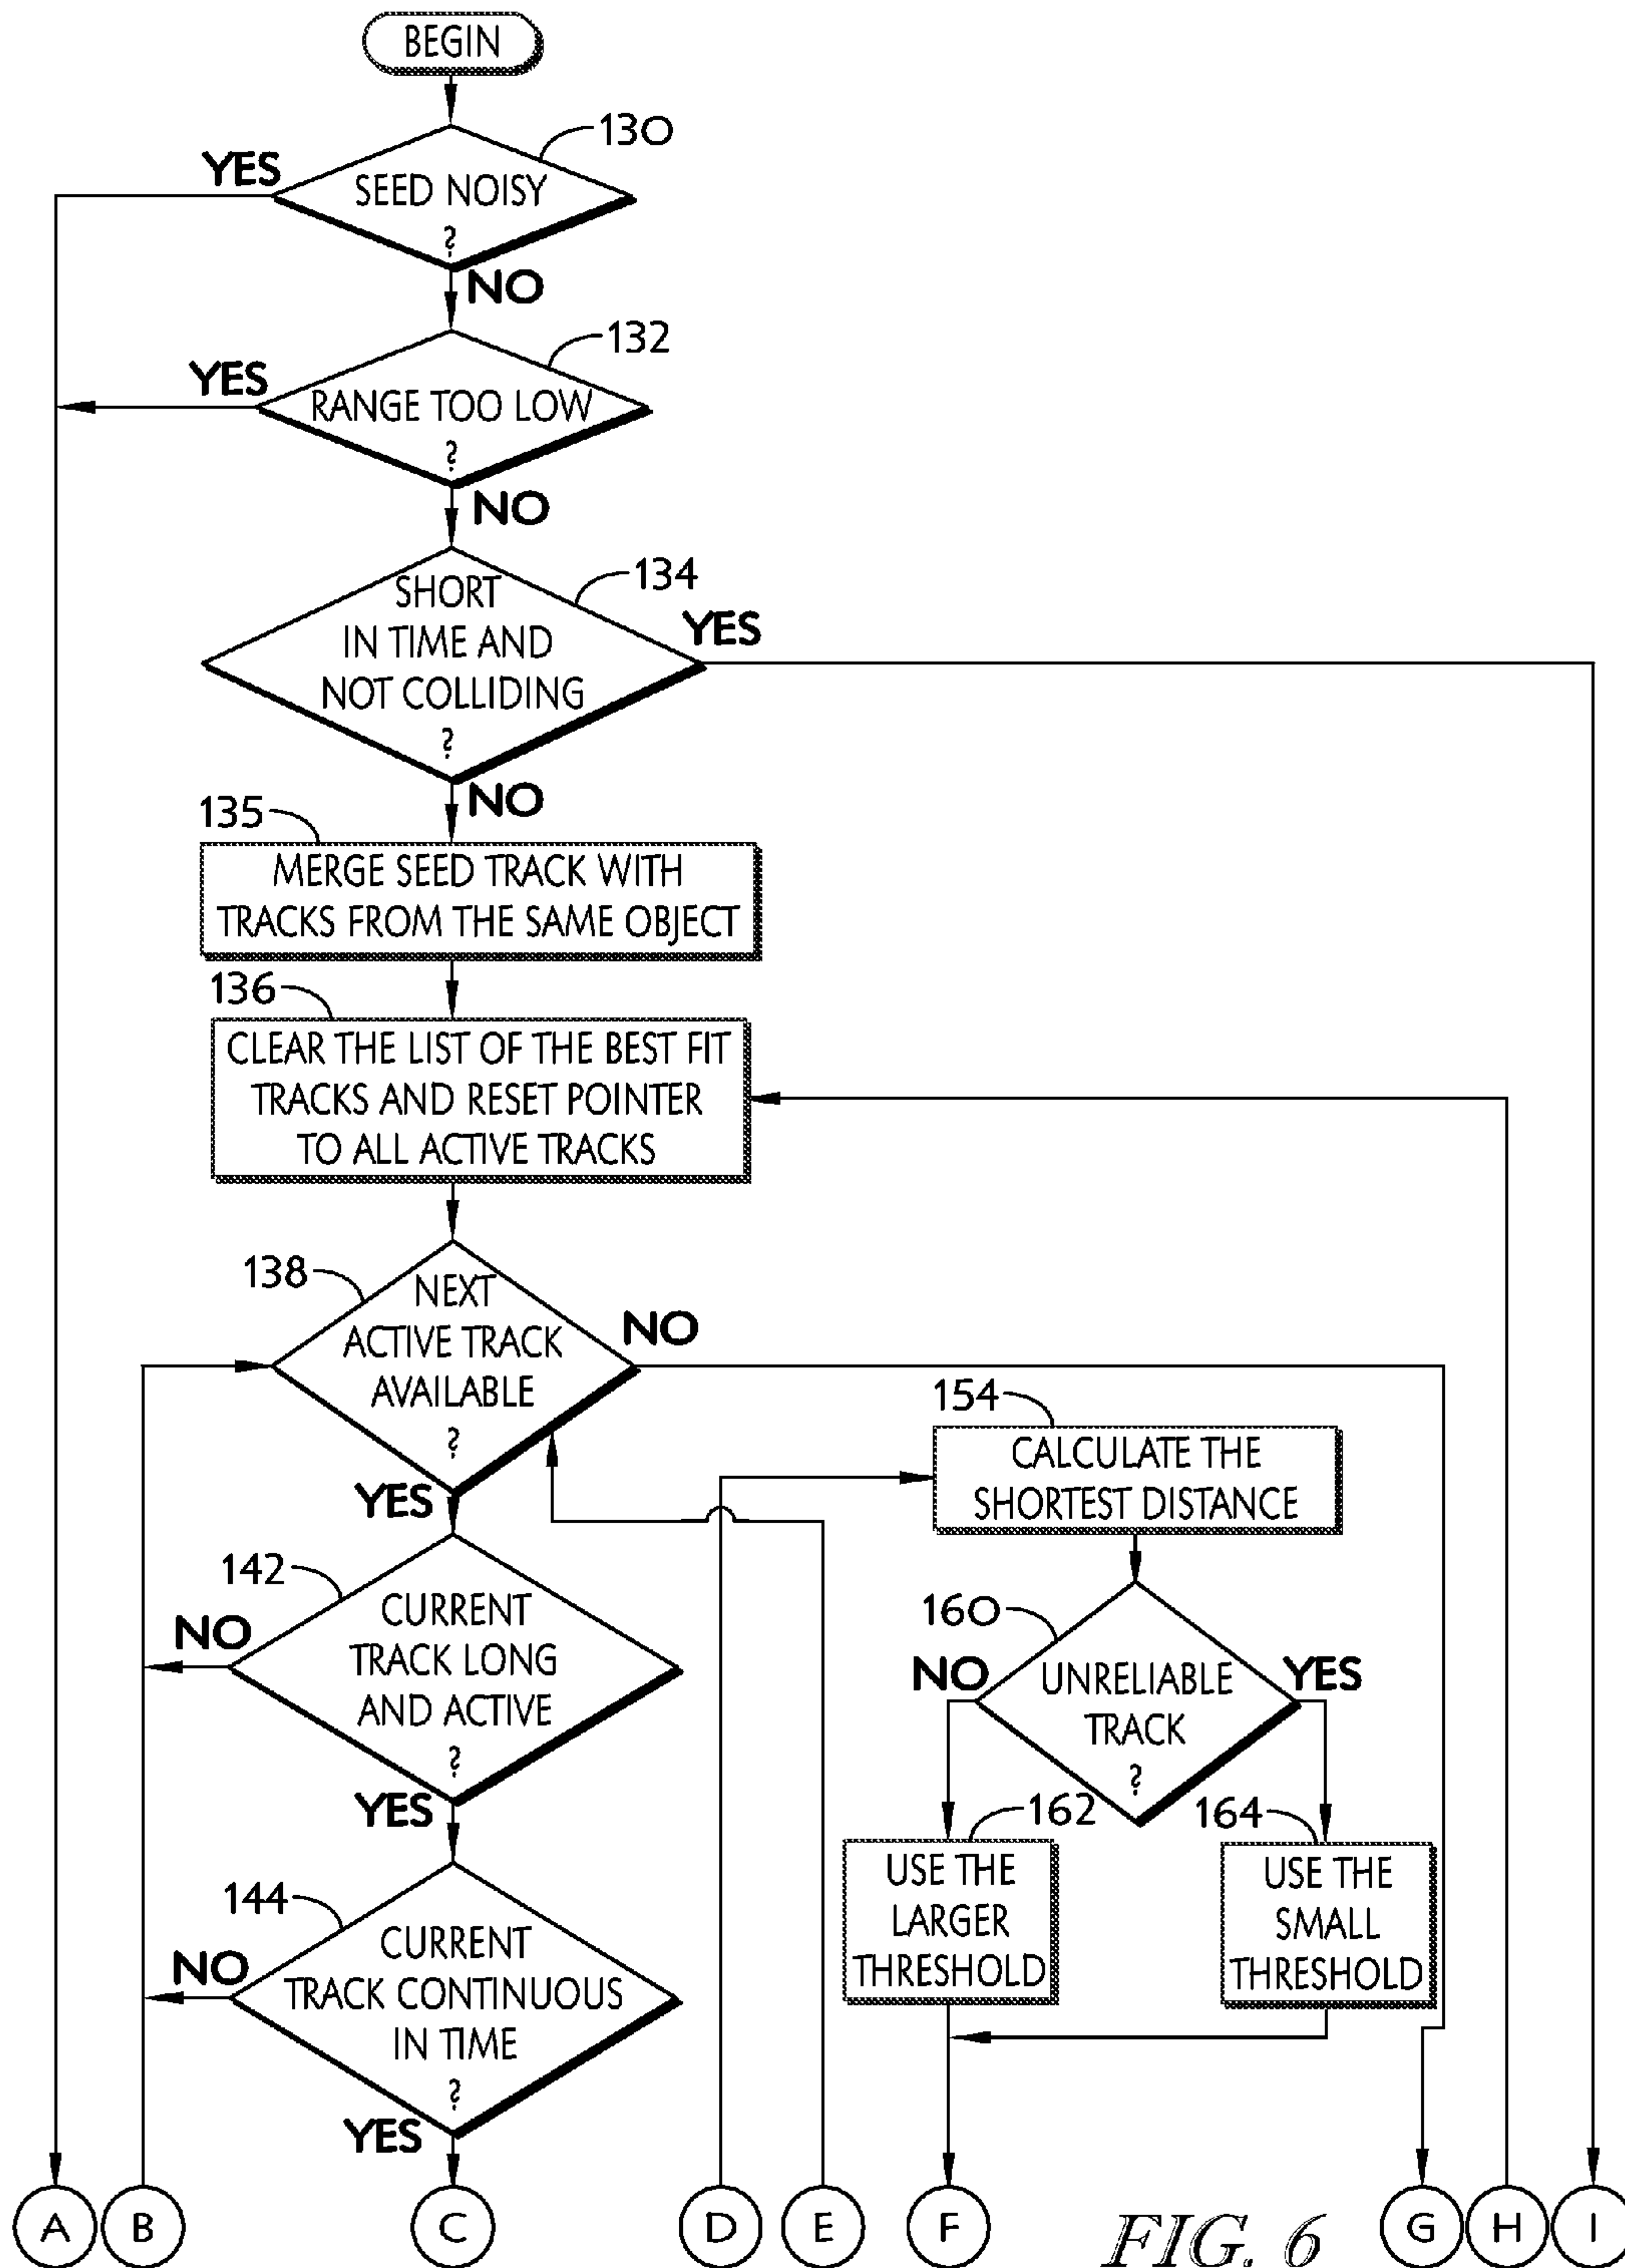 BEGIN
130
YES
SEED NOISY
?
NO
132
YES
RANGE TOO LOW
?
NO
134
SHORT
IN TIME AND
NOT COLLIDING
?
YES
NO
135
MERGE SEED TRACK WITH
TRACKS FROM THE SAME OBJECT
136
CLEAR THE LIST OF THE BEST FIT
TRACKS AND RESET POINTER
TO ALL ACTIVE TRACKS
138
NEXT
ACTIVE TRACK
AVAILABLE
?
NO
YES
142
CURRENT
TRACK LONG
AND ACTIVE
?
NO
YES
144
CURRENT
TRACK CONTINUOUS
IN TIME
?
NO
YES
154
CALCULATE THE
SHORTEST DISTANCE
160
UNRELIABLE
TRACK
?
NO
YES
162
USE THE
LARGER
THRESHOLD
164
USE THE
SMALL
THRESHOLD
A
B
C
D
E
F
G
H
I
FIG. 6